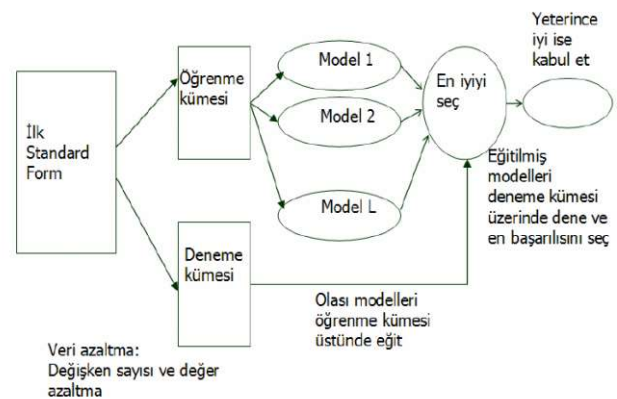 İlk
Standard
Form
Öğrenme
kümesi
Deneme
kümesi
Model 1
Model 2
Model L
En iyiyi
seç
Yeterince
iyi ise
kabul et
Eğitilmiş
modelleri
deneme kümesi
üzerinde dene ve
en başarılısını seç
Olası modelleri
öğrenme kümesi
üstünde eğit
Veri azaltma:
Değişken sayısı ve değer
azaltma